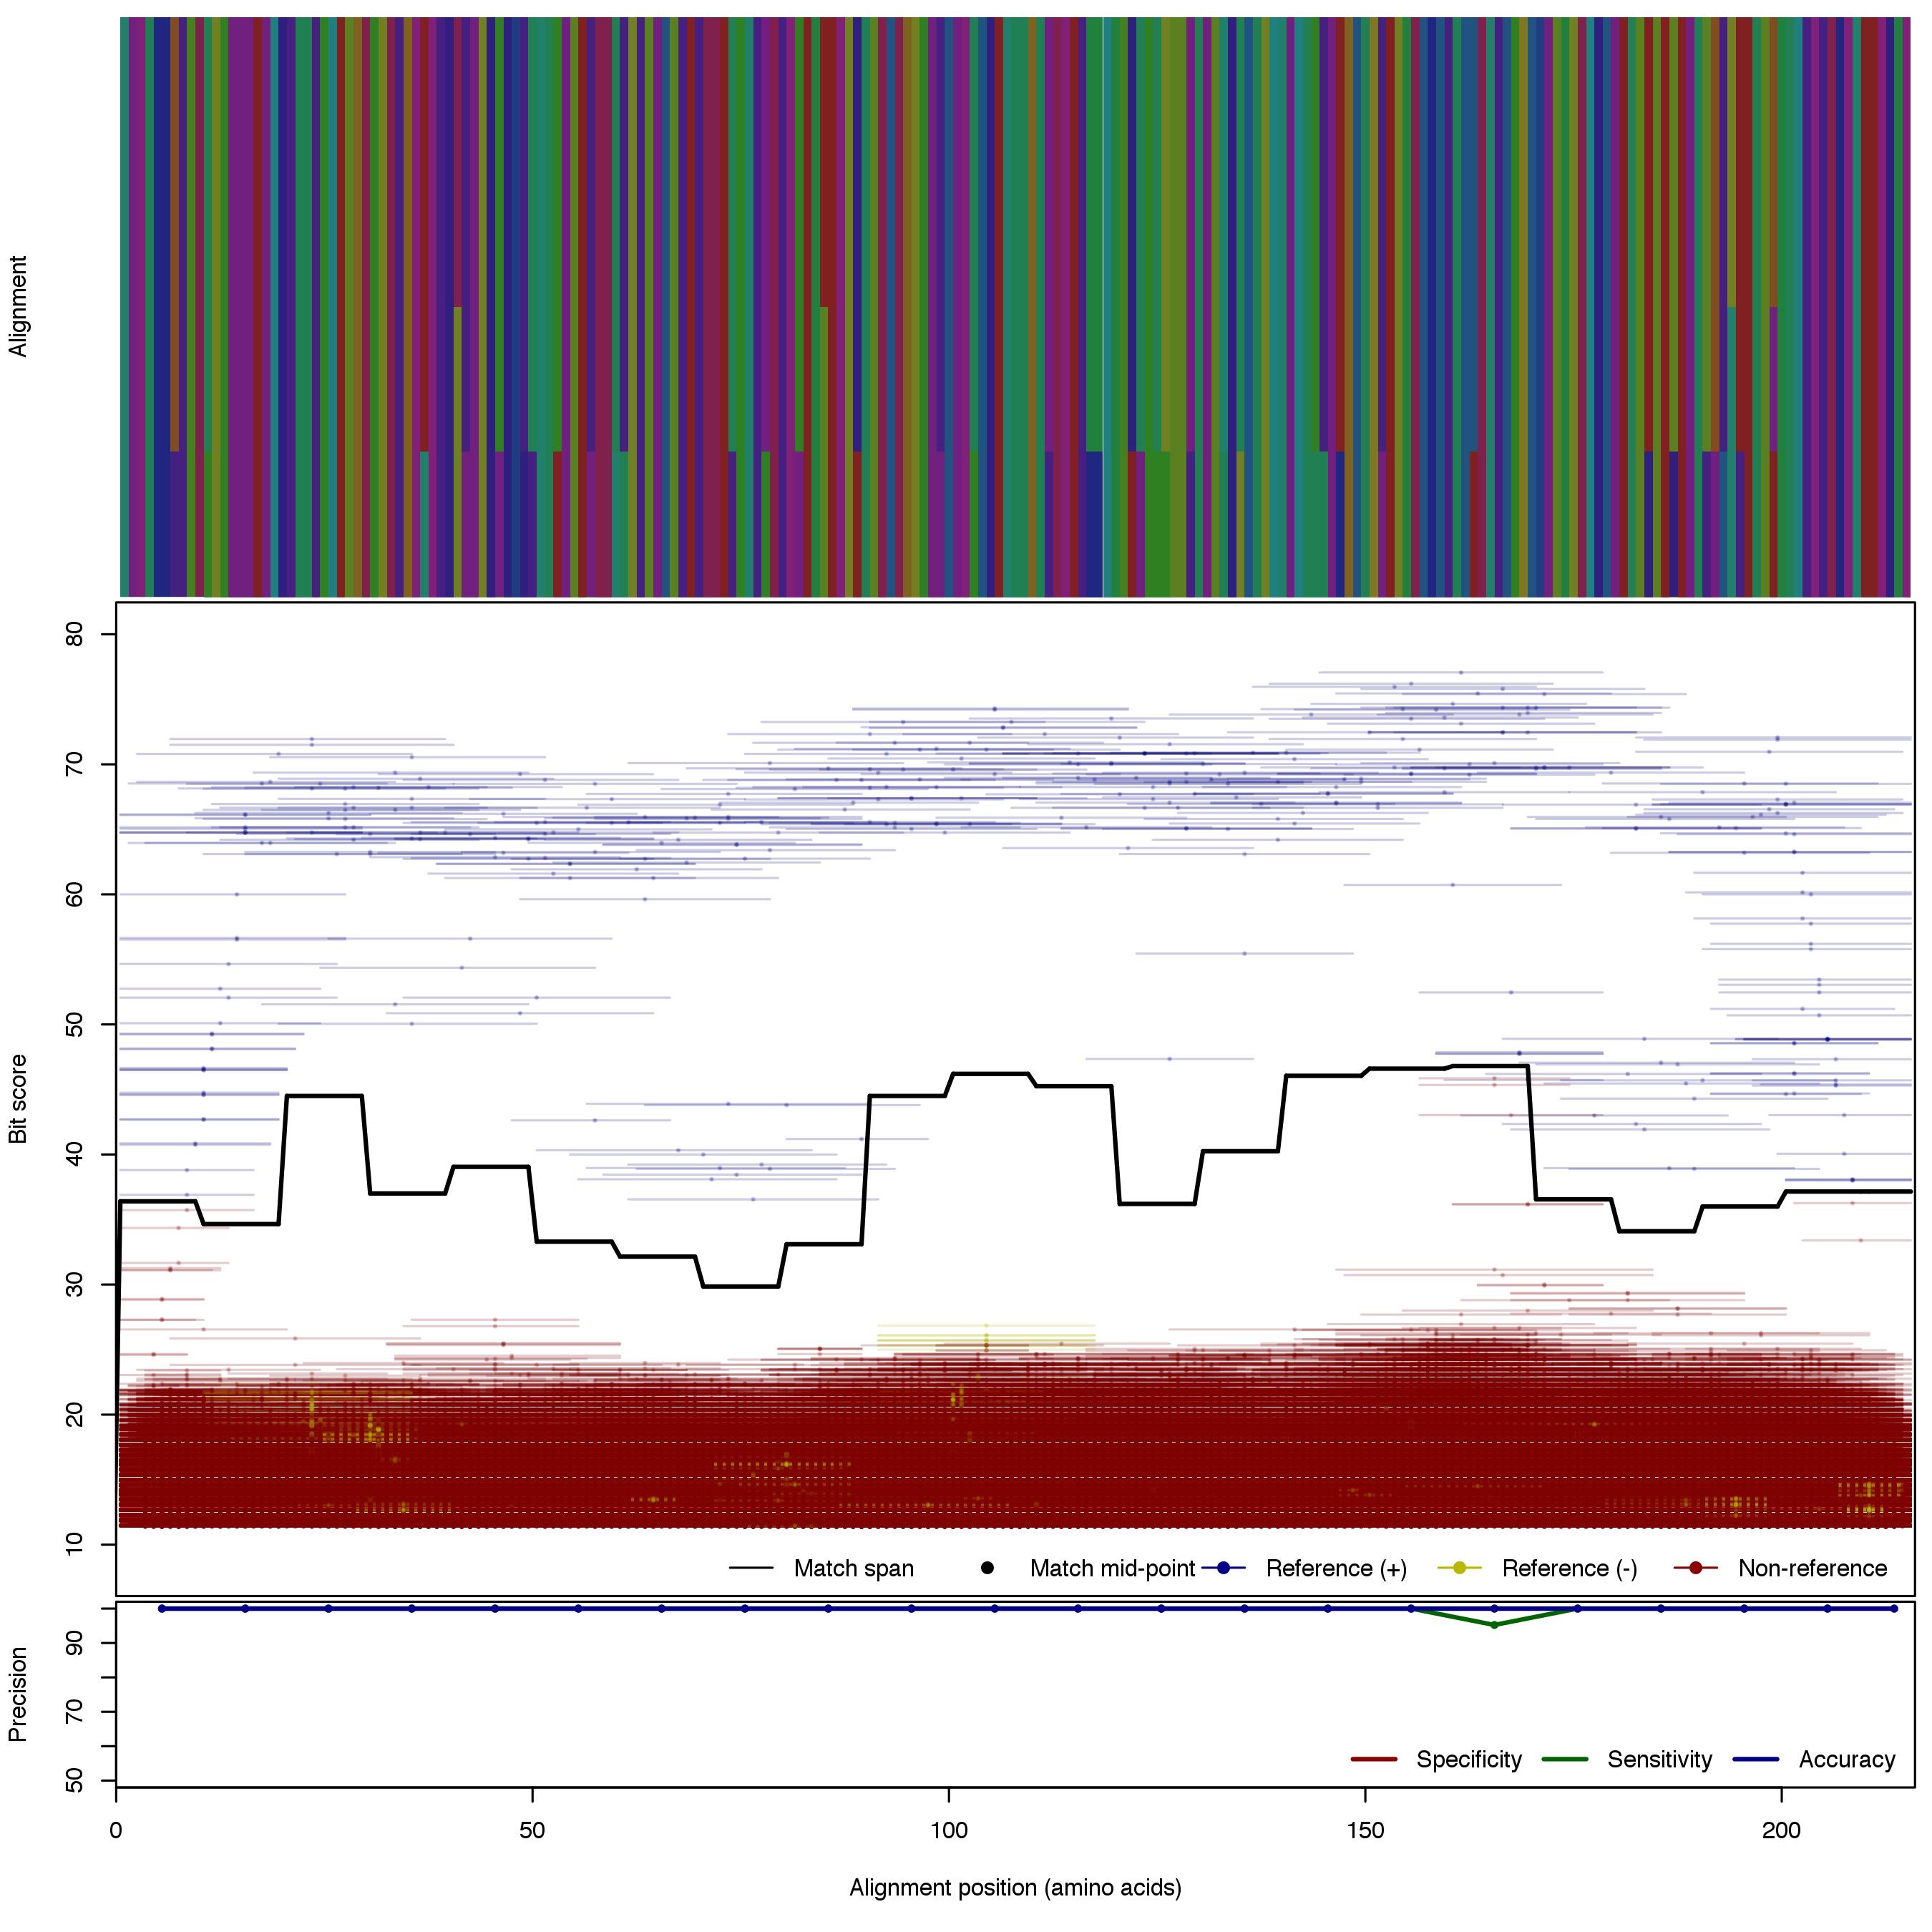 Alignment
80
70
60
50
40
30
20
10
Bit score
Match span
Match mid-point
Reference (+)
Reference (-)
Non-reference
90
70
50
Precision
Specificity
Sensitivity
Accuracy
0
50
100
150
200
Alignment position (amino acids)